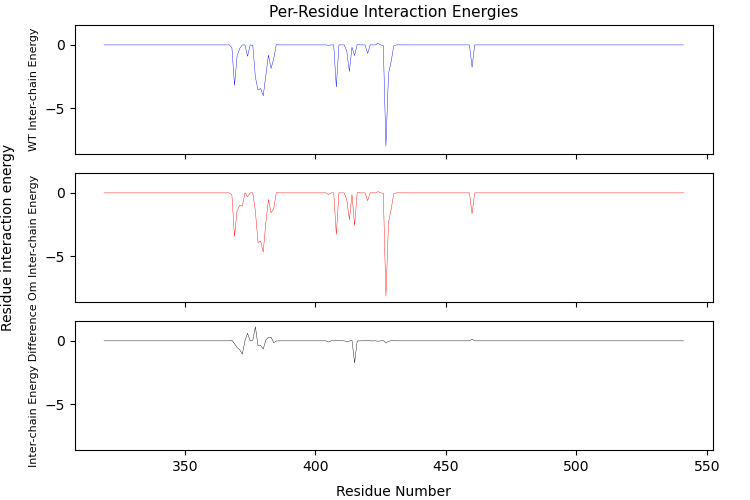 Per-Residue Interaction Energies
Residue interaction energy
WT Inter-chain Energy
0
−5
Om Inter-chain Energy
0
−5
Inter-chain Energy Difference
0
−5
350
400
450
500
550
Residue Number